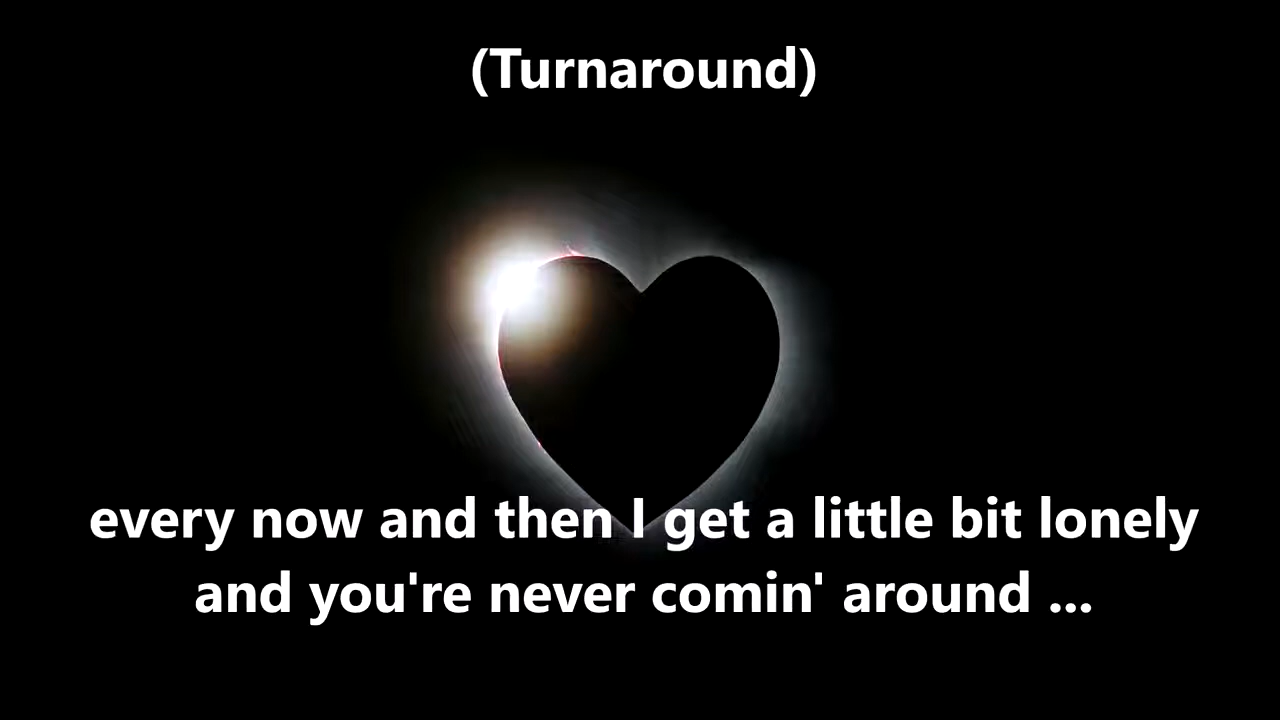 (Turnaround)
every now and then I get a little bit lonely
and you're never comin' around ...